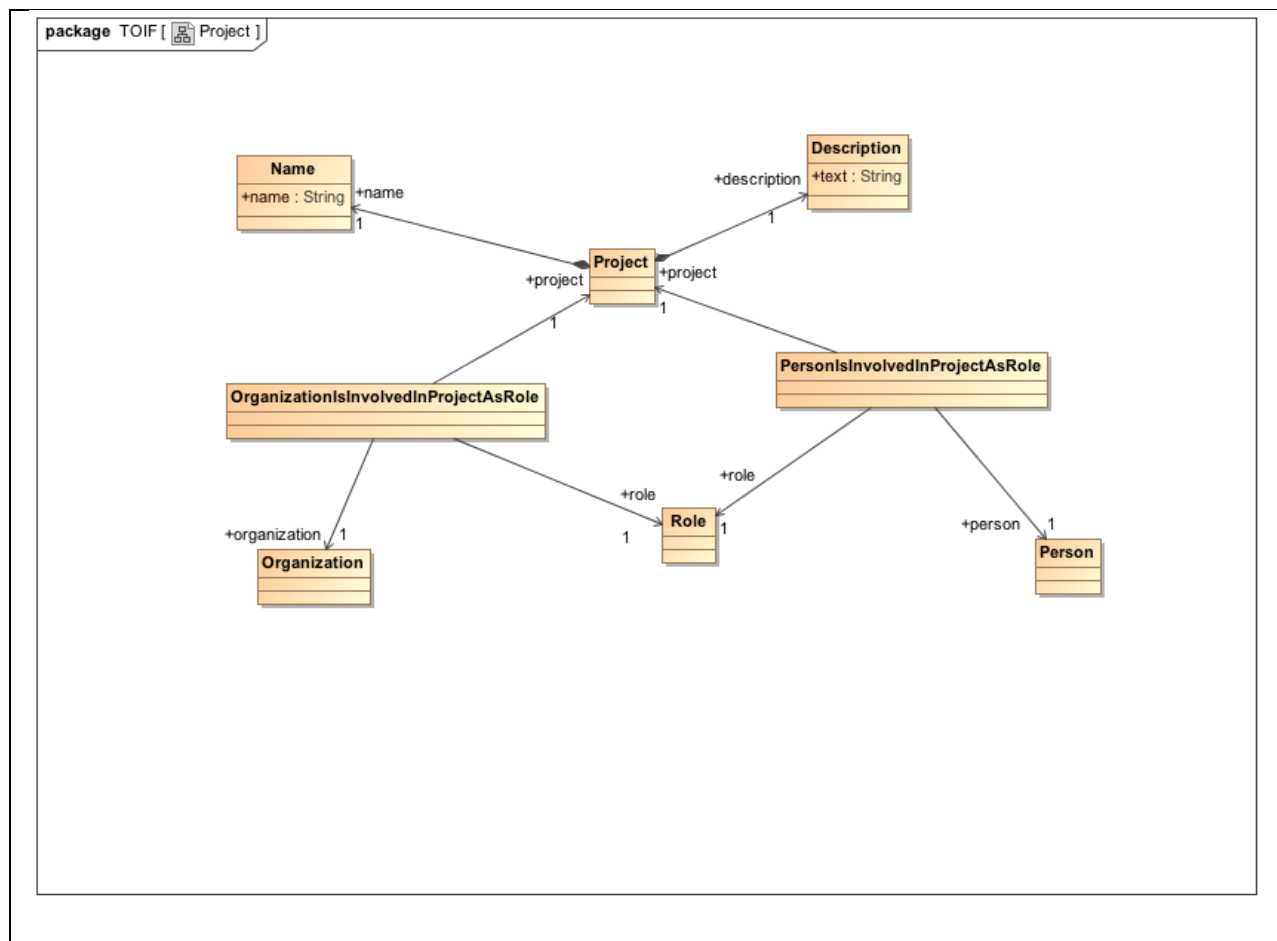 package TOIF [ Project ]
Description
+text : String
Name
+name : String
+description
1
+name
1
Project
+project
1
+project
1
PersonIsInvolvedInProjectAsRole
OrganizationIsInvolvedInProjectAsRole
+role
+role
1
1
Role
+organization
1
Organization
+person
1
Person